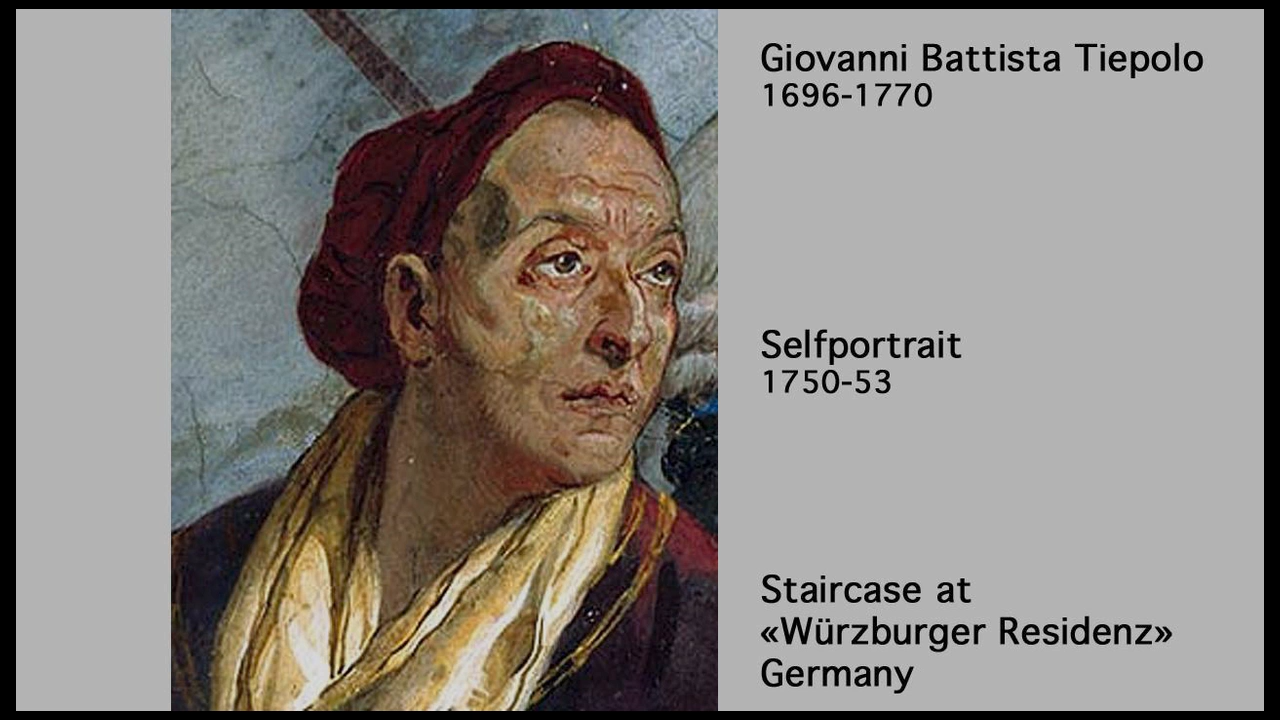 Giovanni Battista Tiepolo
1696-1770
Selfportrait
1750-53
Staircase at
«Würzburger Residenz»
Germany